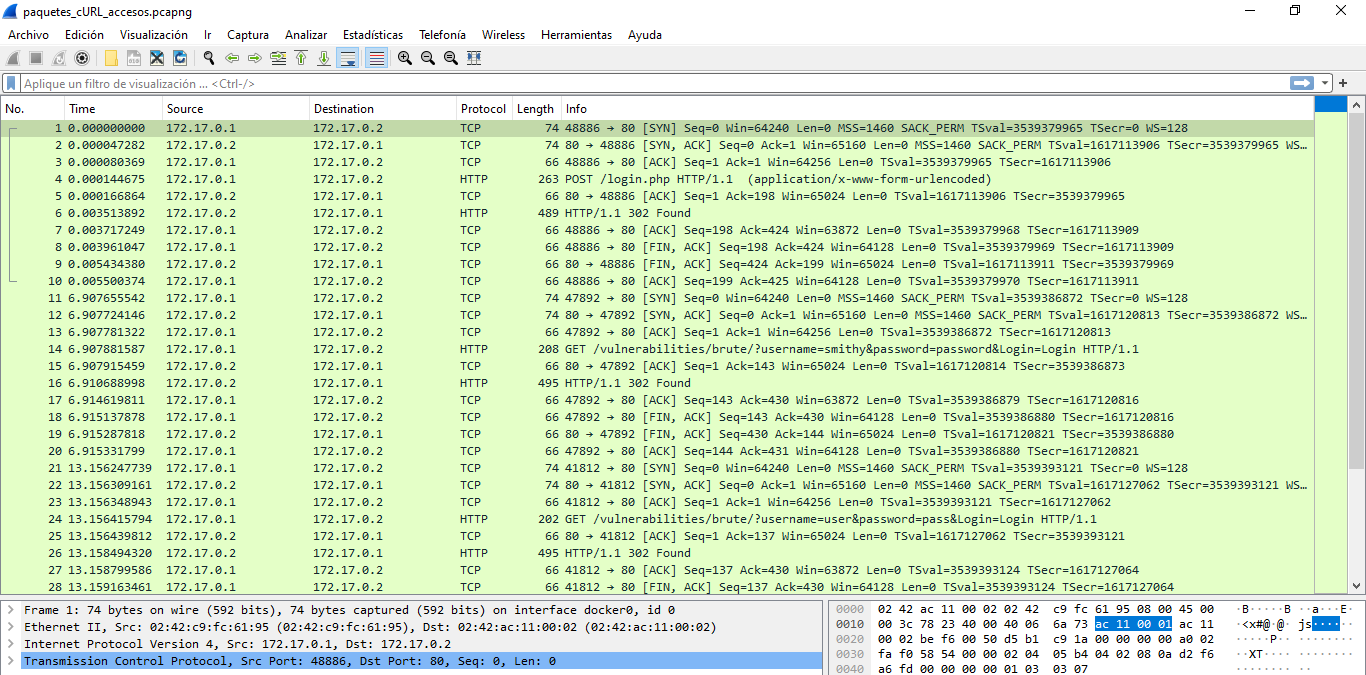 paquetes_cURL_accesos.pcapng
Archivo Edición Visualización Ir Captura Analizar Estadísticas Telefonía Wireless Herramientas Ayuda
Aplique un filtro de visualización ... <Ctrl-/>
No. Time Source Destination Protocol Length Info
1 0.000000000 172.17.0.1 172.17.0.2 TCP 74 48886 → 80 [SYN] Seq=0 Win=64240 Len=0 MSS=1460 SACK_PERM TSval=3539379965 TSecr=0 WS=128
2 0.000047282 172.17.0.2 172.17.0.1 TCP 74 80 → 48886 [SYN, ACK] Seq=0 Ack=1 Win=65160 Len=0 MSS=1460 SACK_PERM TSval=1617113906 TSecr=3539379965 WS…
3 0.000080369 172.17.0.1 172.17.0.2 TCP 66 48886 → 80 [ACK] Seq=1 Ack=1 Win=64256 Len=0 TSval=3539379965 TSecr=1617113906
4 0.000144675 172.17.0.1 172.17.0.2 HTTP 263 POST /login.php HTTP/1.1 (application/x-www-form-urlencoded)
5 0.000166864 172.17.0.2 172.17.0.1 TCP 66 80 → 48886 [ACK] Seq=1 Ack=198 Win=65024 Len=0 TSval=1617113906 TSecr=3539379965
6 0.003513892 172.17.0.2 172.17.0.1 HTTP 489 HTTP/1.1 302 Found
7 0.003717249 172.17.0.1 172.17.0.2 TCP 66 48886 → 80 [ACK] Seq=198 Ack=424 Win=63872 Len=0 TSval=3539379968 TSecr=1617113909
8 0.003961047 172.17.0.1 172.17.0.2 TCP 66 48886 → 80 [FIN, ACK] Seq=198 Ack=424 Win=64128 Len=0 TSval=3539379969 TSecr=1617113909
9 0.005434380 172.17.0.2 172.17.0.1 TCP 66 80 → 48886 [FIN, ACK] Seq=424 Ack=199 Win=65024 Len=0 TSval=1617113911 TSecr=3539379969
10 0.005500374 172.17.0.1 172.17.0.2 TCP 66 48886 → 80 [ACK] Seq=199 Ack=425 Win=64128 Len=0 TSval=3539379970 TSecr=1617113911
11 6.907655542 172.17.0.1 172.17.0.2 TCP 74 47892 → 80 [SYN] Seq=0 Win=64240 Len=0 MSS=1460 SACK_PERM TSval=3539386872 TSecr=0 WS=128
12 6.907724146 172.17.0.2 172.17.0.1 TCP 74 80 → 47892 [SYN, ACK] Seq=0 Ack=1 Win=65160 Len=0 MSS=1460 SACK_PERM TSval=1617120813 TSecr=3539386872 WS…
13 6.907781322 172.17.0.1 172.17.0.2 TCP 66 47892 → 80 [ACK] Seq=1 Ack=1 Win=64256 Len=0 TSval=3539386872 TSecr=1617120813
14 6.907881587 172.17.0.1 172.17.0.2 HTTP 208 GET /vulnerabilities/brute/?username=smithy&password=password&Login=Login HTTP/1.1
15 6.907915459 172.17.0.2 172.17.0.1 TCP 66 80 → 47892 [ACK] Seq=1 Ack=143 Win=65024 Len=0 TSval=1617120814 TSecr=3539386873
16 6.910688998 172.17.0.2 172.17.0.1 HTTP 495 HTTP/1.1 302 Found
17 6.914619811 172.17.0.1 172.17.0.2 TCP 66 47892 → 80 [ACK] Seq=143 Ack=430 Win=63872 Len=0 TSval=3539386879 TSecr=1617120816
18 6.915137878 172.17.0.1 172.17.0.2 TCP 66 47892 → 80 [FIN, ACK] Seq=143 Ack=430 Win=64128 Len=0 TSval=3539386880 TSecr=1617120816
19 6.915287818 172.17.0.2 172.17.0.1 TCP 66 80 → 47892 [FIN, ACK] Seq=430 Ack=144 Win=65024 Len=0 TSval=1617120821 TSecr=3539386880
20 6.915331799 172.17.0.1 172.17.0.2 TCP 66 47892 → 80 [ACK] Seq=144 Ack=431 Win=64128 Len=0 TSval=3539386880 TSecr=1617120821
21 13.156247739 172.17.0.1 172.17.0.2 TCP 74 41812 → 80 [SYN] Seq=0 Win=64240 Len=0 MSS=1460 SACK_PERM TSval=3539393121 TSecr=0 WS=128
22 13.156309161 172.17.0.2 172.17.0.1 TCP 74 80 → 41812 [SYN, ACK] Seq=0 Ack=1 Win=65160 Len=0 MSS=1460 SACK_PERM TSval=1617127062 TSecr=3539393121 WS…
23 13.156348943 172.17.0.1 172.17.0.2 TCP 66 41812 → 80 [ACK] Seq=1 Ack=1 Win=64256 Len=0 TSval=3539393121 TSecr=1617127062
24 13.156415794 172.17.0.1 172.17.0.2 HTTP 202 GET /vulnerabilities/brute/?username=user&password=pass&Login=Login HTTP/1.1
25 13.156439812 172.17.0.2 172.17.0.1 TCP 66 80 → 41812 [ACK] Seq=1 Ack=137 Win=65024 Len=0 TSval=1617127062 TSecr=3539393121
26 13.158494320 172.17.0.2 172.17.0.1 HTTP 495 HTTP/1.1 302 Found
27 13.158799586 172.17.0.1 172.17.0.2 TCP 66 41812 → 80 [ACK] Seq=137 Ack=430 Win=63872 Len=0 TSval=3539393124 TSecr=1617127064
28 13.159163461 172.17.0.1 172.17.0.2 TCP 66 41812 → 80 [FIN, ACK] Seq=137 Ack=430 Win=64128 Len=0 TSval=3539393124 TSecr=1617127064
Frame 1: 74 bytes on wire (592 bits), 74 bytes captured (592 bits) on interface docker0, id 0
Ethernet II, Src: 02:42:c9:fc:61:95 (02:42:c9:fc:61:95), Dst: 02:42:ac:11:00:02 (02:42:ac:11:00:02)
Internet Protocol Version 4, Src: 172.17.0.1, Dst: 172.17.0.2
Transmission Control Protocol, Src Port: 48886, Dst Port: 80, Seq: 0, Len: 0
0000 02 42 ac 11 00 02 02 42 c9 fc 61 95 08 00 45 00 ·B·····B ··a···E·
0010 00 3c 78 23 40 00 40 06 6a 73 ac 11 00 01 ac 11 ·<x#@·@· js······
0020 00 02 be f6 00 50 d5 b1 c9 1a 00 00 00 00 a0 02 ·····P·· ········
0030 fa f0 58 54 00 00 02 04 05 b4 04 02 08 0a d2 f6 ··XT···· ········
0040 a6 fd 00 00 00 00 01 03 03 07 ········ ··